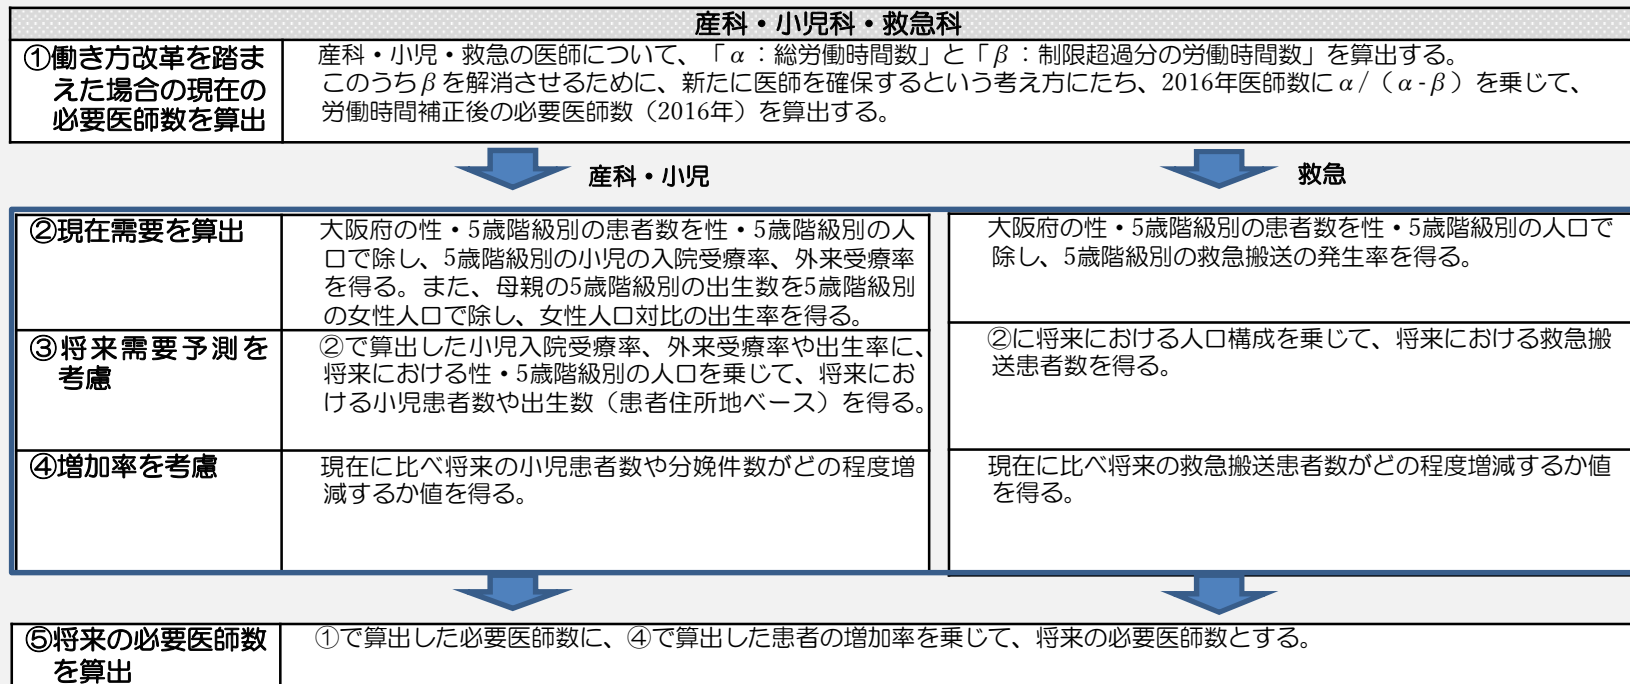 産科・小児科・救急科
①働き方改革を踏ま
えた場合の現在の
必要医師数を算出
産科・小児・救急の医師について、「α：総労働時間数」と「β：制限超過分の労働時間数」を算出する。
このうちβを解消させるために、新たに医師を確保するという考え方にたち、2016年医師数にα/（α-β）を乗じて、
労働時間補正後の必要医師数（2016年）を算出する。
産科・小児
救急
②現在需要を算出
大阪府の性・5歳階級別の患者数を性・5歳階級別の人
口で除し、5歳階級別の小児の入院受療率、外来受療率
を得る。また、母親の5歳階級別の出生数を5歳階級別
の女性人口で除し、女性人口対比の出生率を得る。
大阪府の性・5歳階級別の患者数を性・5歳階級別の人口で
除し、5歳階級別の救急搬送の発生率を得る。
③将来需要予測を
考慮
②で算出した小児入院受療率、外来受療率や出生率に、
将来における性・5歳階級別の人口を乗じて、将来にお
ける小児患者数や出生数（患者住所地ベース）を得る。
②に将来における人口構成を乗じて、将来における救急搬
送患者数を得る。
④増加率を考慮
現在に比べ将来の小児患者数や分娩件数がどの程度増
減するか値を得る。
現在に比べ将来の救急搬送患者数がどの程度増減するか値
を得る。
⑤将来の必要医師数
を算出
①で算出した必要医師数に、④で算出した患者の増加率を乗じて、将来の必要医師数とする。